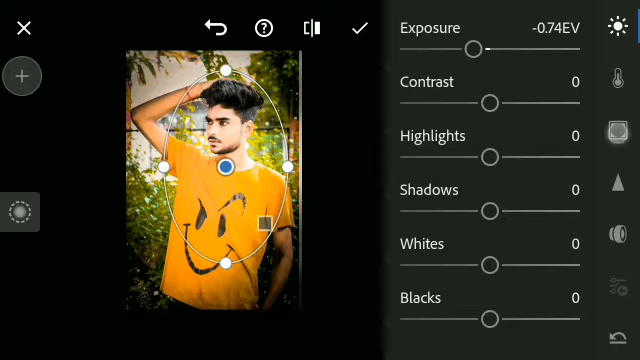 Exposure -0.74EV
Contrast 0
Highlights 0
Shadows 0
Whites 0
Blacks 0